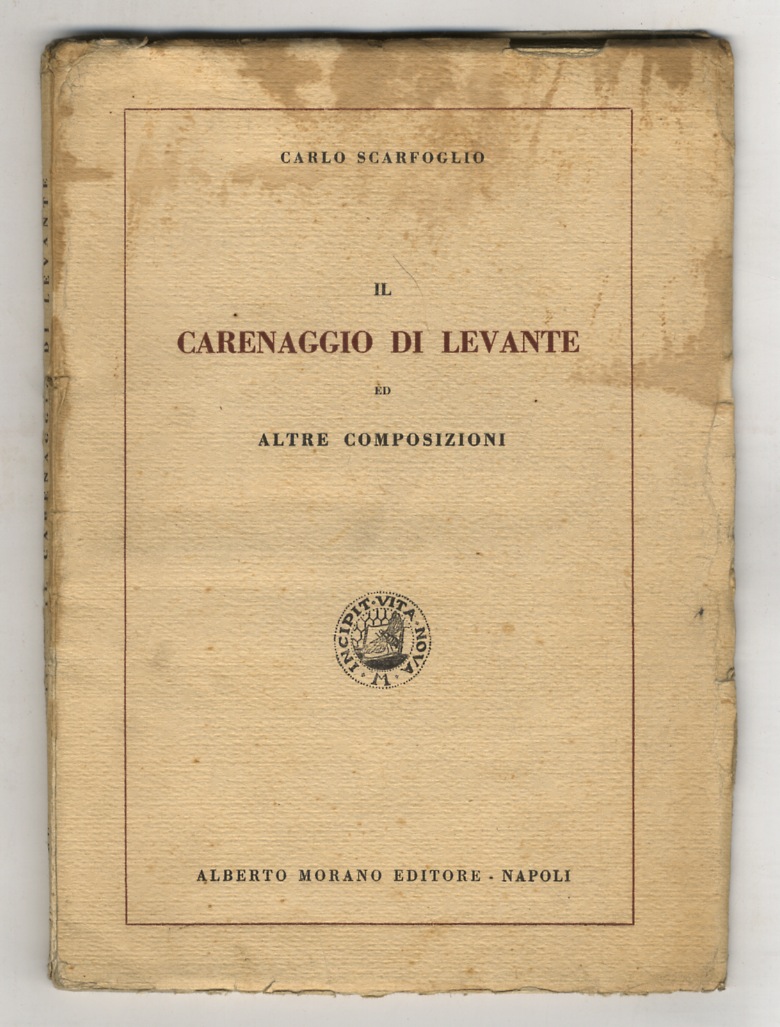 CARLO SCARFOGLIO
IL
CARENAGGIO DI LEVANTE
ED
ALTRE COMPOSIZIONI
INCIPIT·VITA·NOVA
M
ALBERTO MORANO EDITORE - NAPOLI
IL CARENAGGIO DI LEVANTE